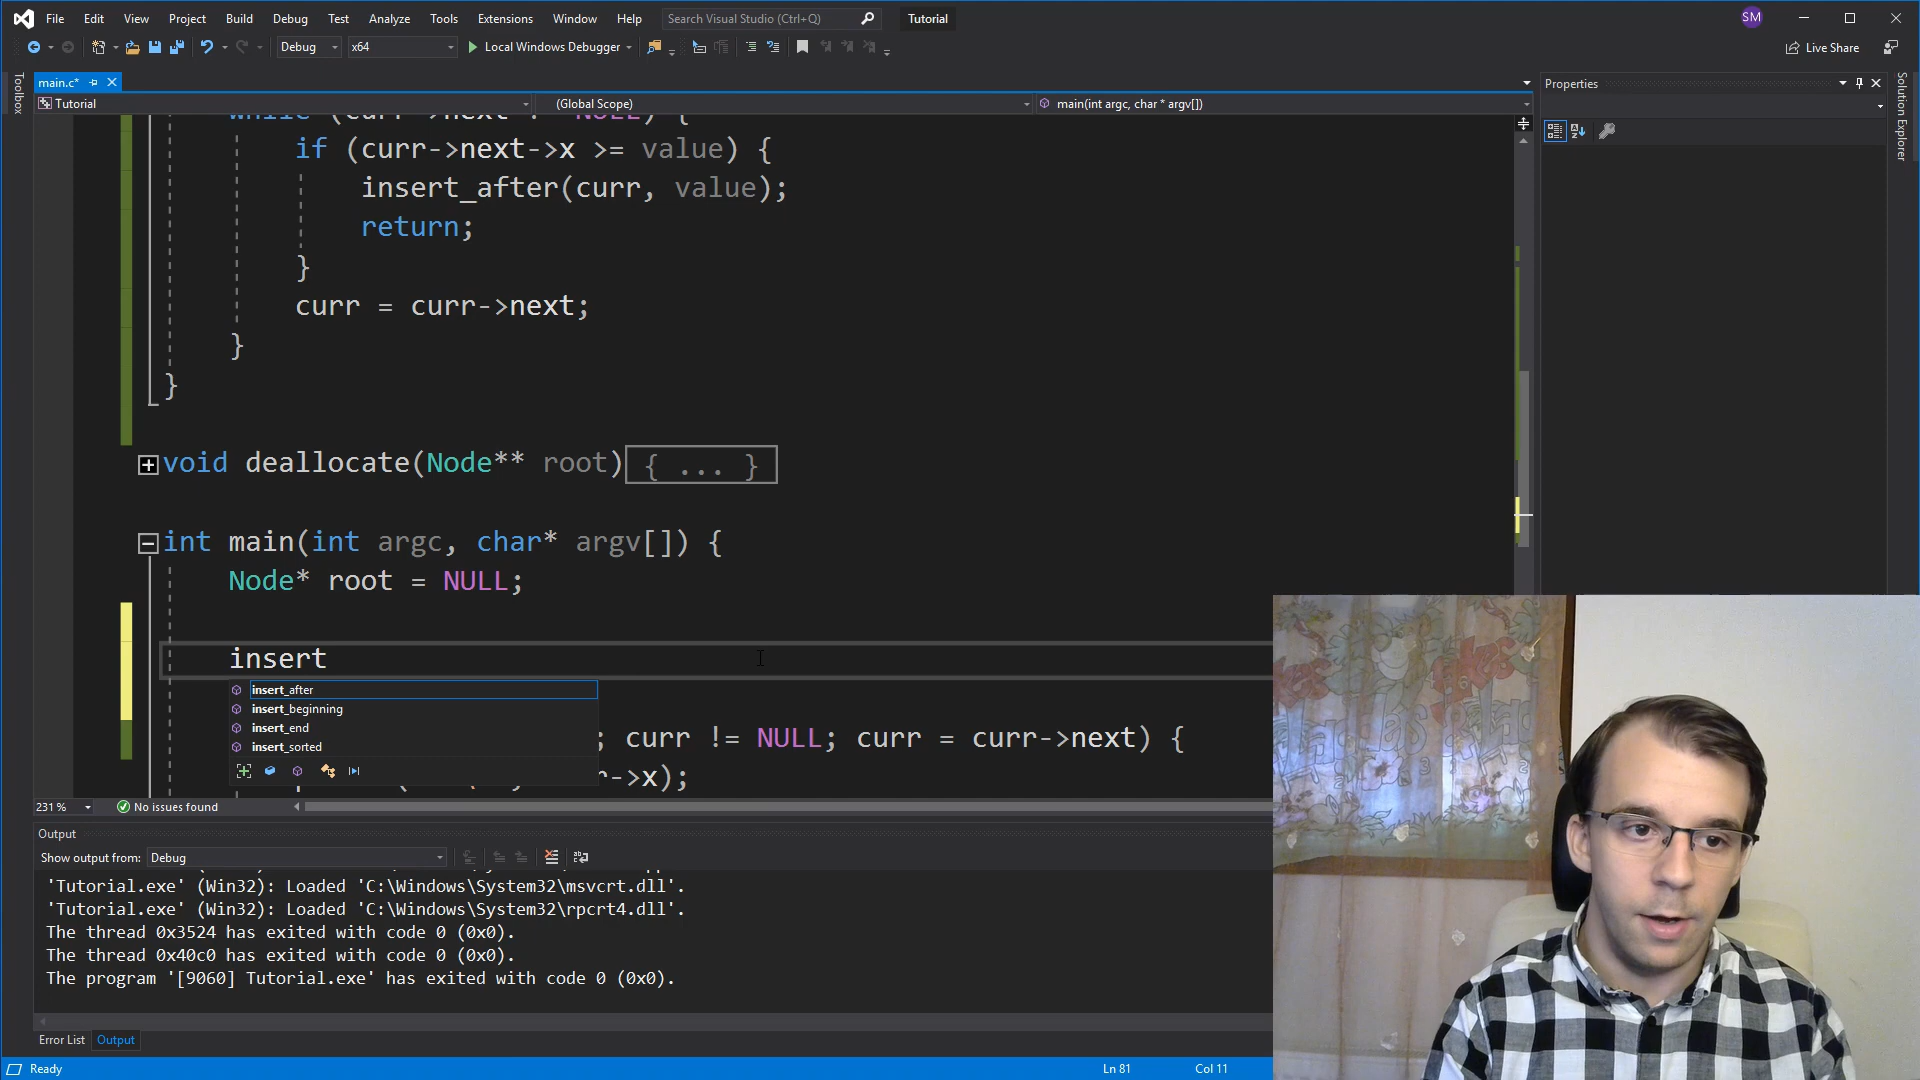 File Edit View Project Build Debug Test Analyze Tools Extensions Window Help Search Visual Studio (Ctrl+Q) Tutorial SM
Debug x64 Local Windows Debugger Live Share
Toolbox
main.c*
Tutorial (Global Scope) main(int argc, char * argv[])
Properties
Solution Explorer
if (curr->next->x >= value) {
insert_after(curr, value);
return;
}
curr = curr->next;
}
}
void deallocate(Node** root) { ... }
int main(int argc, char* argv[]) {
Node* root = NULL;
insert
insert_after
insert_beginning
insert_end
insert_sorted
; curr != NULL; curr = curr->next) {
->x);
231 % No issues found
Output
Show output from: Debug
'Tutorial.exe' (Win32): Loaded 'C:\Windows\System32\msvcrt.dll'.
'Tutorial.exe' (Win32): Loaded 'C:\Windows\System32\rpcrt4.dll'.
The thread 0x3524 has exited with code 0 (0x0).
The thread 0x40c0 has exited with code 0 (0x0).
The program '[9060] Tutorial.exe' has exited with code 0 (0x0).
Error List Output
Ready Ln 81 Col 11